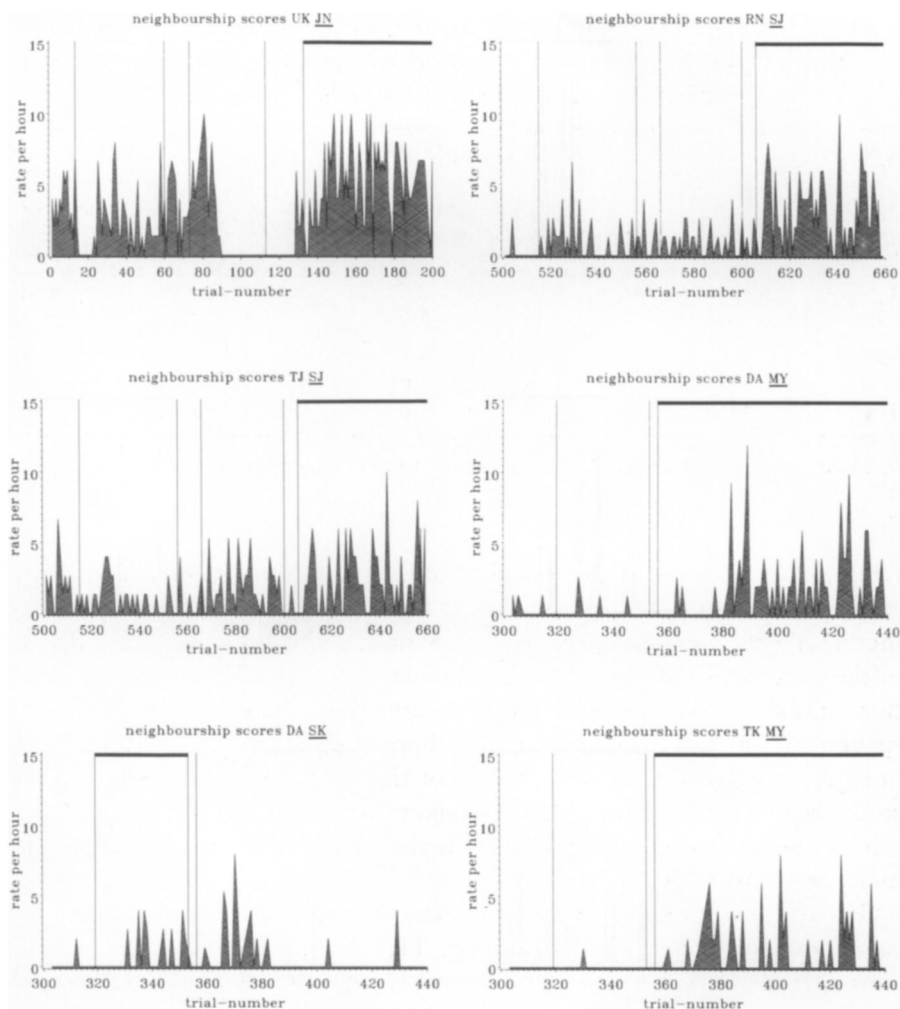 neighbourship scores UK JN
15
10
5
0
rate per hour
0 20 40 60 80 100 120 140 160 180 200
trial-number
neighbourship scores RN SJ
15
10
5
0
rate per hour
500 520 540 560 580 600 620 640 660
trial-number
neighbourship scores TJ SJ
15
10
5
0
rate per hour
500 520 540 560 580 600 620 640 660
trial-number
neighbourship scores DA MY
15
10
5
0
rate per hour
300 320 340 360 380 400 420 440
trial-number
neighbourship scores DA SK
15
10
5
0
rate per hour
300 320 340 360 380 400 420 440
trial-number
neighbourship scores TK MY
15
10
5
0
rate per hour
300 320 340 360 380 400 420 440
trial-number